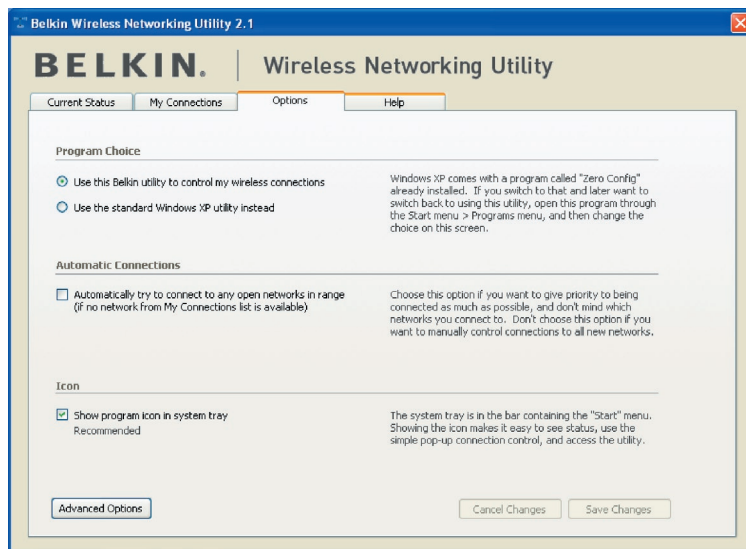 Belkin Wireless Networking Utility 2.1
BELKIN. | Wireless Networking Utility
Current Status
My Connections
Options
Help
Program Choice
Use this Belkin utility to control my wireless connections
Use the standard Windows XP utility instead
Windows XP comes with a program called "Zero Config"
already installed. If you switch to that and later want to
switch back to using this utility, open this program through
the Start menu > Programs menu, and then change the
choice on this screen.
Automatic Connections
Automatically try to connect to any open networks in range
(if no network from My Connections list is available)
Choose this option if you want to give priority to being
connected as much as possible, and don't mind which
networks you connect to. Don't choose this option if you
want to manually control connections to all new networks.
Icon
Show program icon in system tray
Recommended
The system tray is in the bar containing the "Start" menu.
Showing the icon makes it easy to see status, use the
simple pop-up connection control, and access the utility.
Advanced Options
Cancel Changes
Save Changes